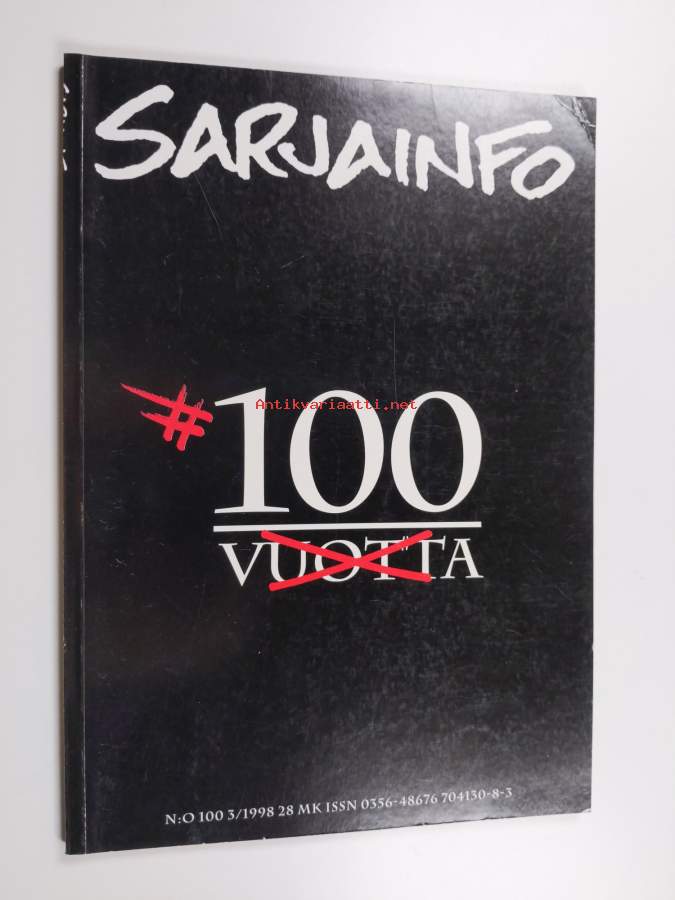 SARJAINFO
#100
Antikvariaatti.net
VUOTTA
N:O 100 3/1998 28 MK ISSN 0356-48676 704130-8-3